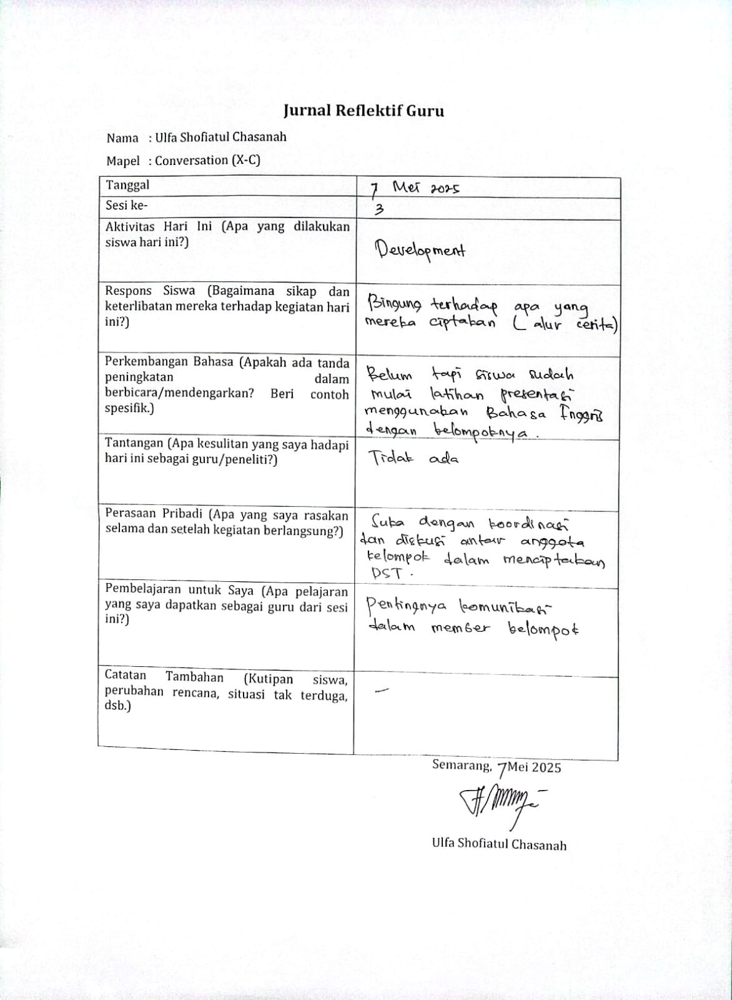 Jurnal Reflektif Guru
Nama : Ulfa Shofiatul Chasanah
Mapel : Conversation (X-C)
Tanggal
7 Mei 2025
Sesi ke-
3
Aktivitas Hari Ini (Apa yang dilakukan
siswa hari ini?)
Development
Respons Siswa (Bagaimana sikap dan
keterlibatan mereka terhadap kegiatan hari
ini?)
Bingung terhadap apa yang
mereka ciptakan ( alur cerita)
Perkembangan Bahasa (Apakah ada tanda
peningkatan dalam
berbicara/mendengarkan? Beri contoh
spesifik.)
Belum tapi siswa sudah
mulai latihan presentasi
menggunakan Bahasa Inggris
dengan kelompoknya.
Tantangan (Apa kesulitan yang saya hadapi
hari ini sebagai guru/peneliti?)
Tidak ada
Perasaan Pribadi (Apa yang saya rasakan
selama dan setelah kegiatan berlangsung?)
Suka dengan koordinasi
dan diskusi antar anggota
kelompok dalam menciptakan
DST.
Pembelajaran untuk Saya (Apa pelajaran
yang saya dapatkan sebagai guru dari sesi
ini?)
Pentingnya komunikasi
dalam member kelompok
Catatan Tambahan (Kutipan siswa,
perubahan rencana, situasi tak terduga,
dsb.)
-
Semarang, 7 Mei 2025
Ulfa Shofiatul Chasanah